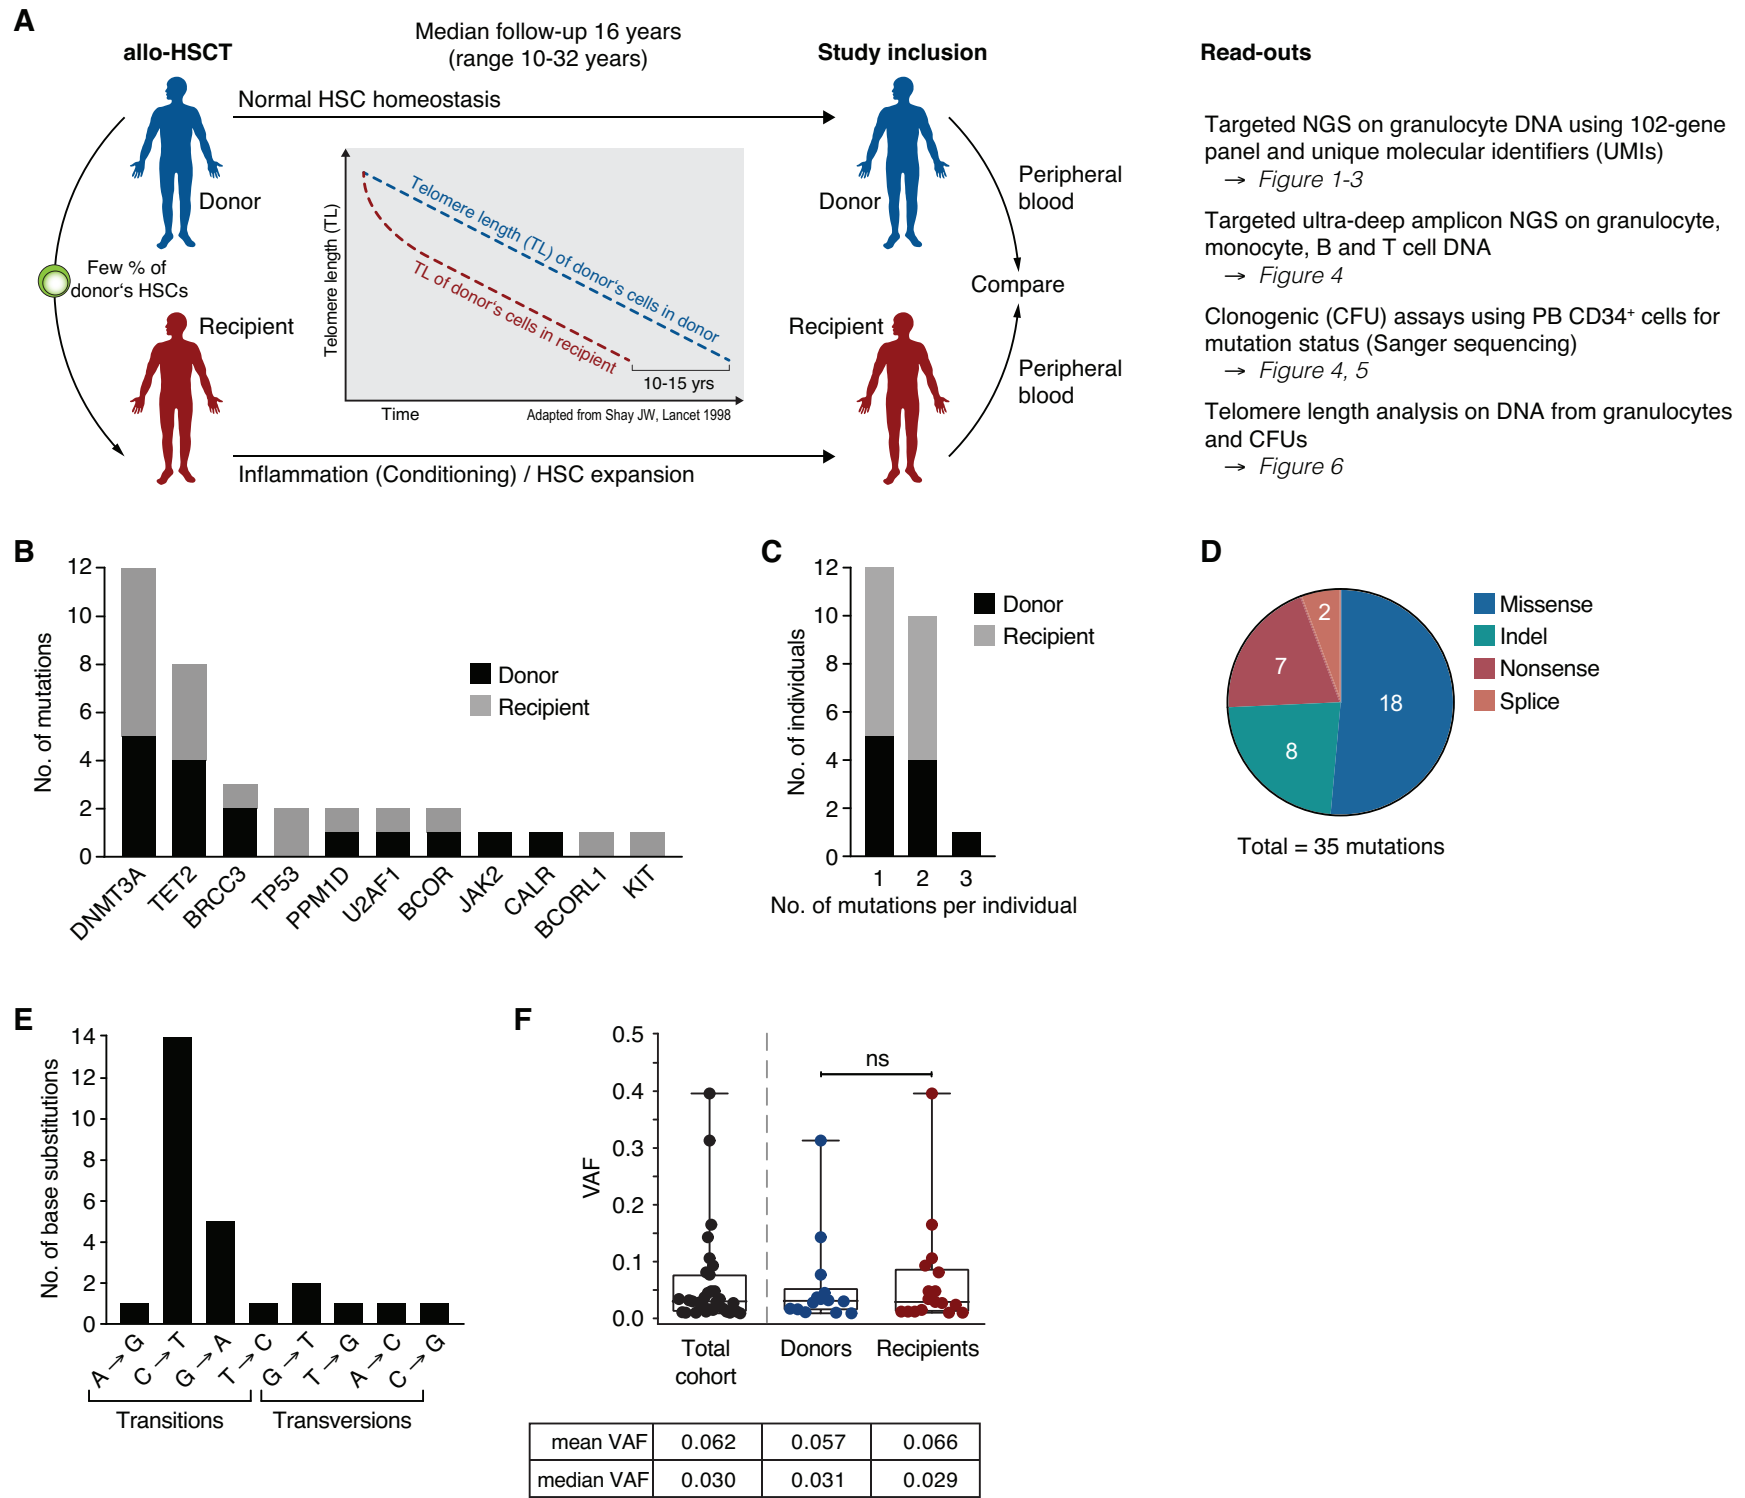 A
allo-HSCT
Median follow-up 16 years
(range 10-32 years)
Study inclusion
Read-outs
Normal HSC homeostasis
Donor
Few % of
donor's HSCs
Recipient
Telomere length (TL)
Telomere length (TL) of donor's cells in donor
TL of donor's cells in recipient
10-15 yrs
Time
Adapted from Shay JW, Lancet 1998
Inflammation (Conditioning) / HSC expansion
Donor
Peripheral
blood
Compare
Recipient
Peripheral
blood
Targeted NGS on granulocyte DNA using 102-gene
panel and unique molecular identifiers (UMIs)
→ Figure 1-3
Targeted ultra-deep amplicon NGS on granulocyte,
monocyte, B and T cell DNA
→ Figure 4
Clonogenic (CFU) assays using PB CD34⁺ cells for
mutation status (Sanger sequencing)
→ Figure 4, 5
Telomere length analysis on DNA from granulocytes
and CFUs
→ Figure 6
B
No. of mutations
12
10
8
6
4
2
0
Donor
Recipient
DNMT3A
TET2
BRCC3
TP53
PPM1D
U2AF1
BCOR
JAK2
CALR
BCORL1
KIT
C
No. of individuals
12
10
8
6
4
2
0
Donor
Recipient
1 2 3
No. of mutations per individual
D
2
7
18
8
Missense
Indel
Nonsense
Splice
Total = 35 mutations
E
No. of base substitutions
14
12
10
8
6
4
2
0
A → G
C → T
G → A
T → C
G → T
T → G
A → C
C → G
Transitions
Transversions
F
VAF
0.5
0.4
0.3
0.2
0.1
0.0
ns
Total
cohort
Donors
Recipients
mean VAF 0.062 0.057 0.066
median VAF 0.030 0.031 0.029